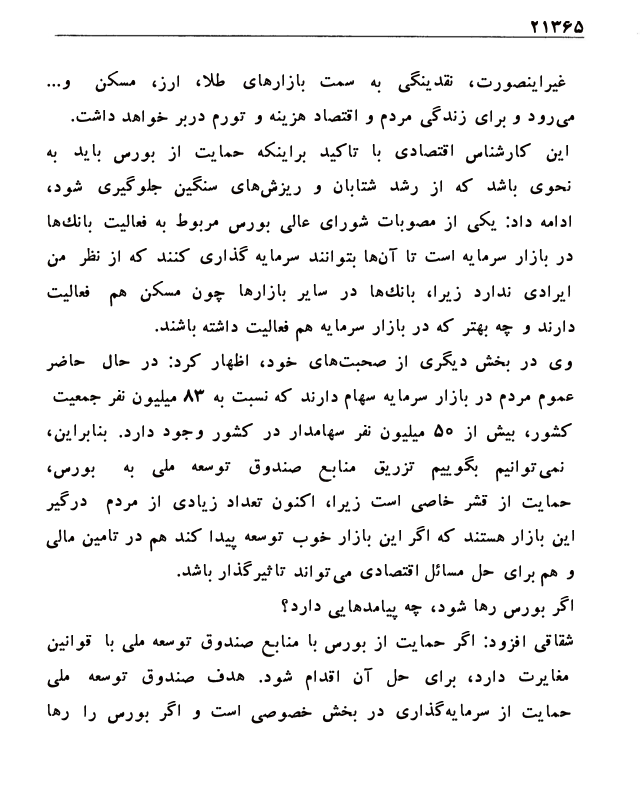 ۲۱۳۶۵
غیراینصورت، نقدینگی به سمت بازارهای طلا، ارز، مسکن و...
می‌رود و برای زندگی مردم و اقتصاد هزینه و تورم دربر خواهد داشت.
این کارشناس اقتصادی با تاکید براینکه حمایت از بورس باید به
نحوی باشد که از رشد شتابان و ریزش‌های سنگین جلوگیری شود،
ادامه داد: یکی از مصوبات شورای عالی بورس مربوط به فعالیت بانك‌ها
در بازار سرمایه است تا آن‌ها بتوانند سرمایه گذاری کنند که از نظر من
ایرادی ندارد زیرا، بانك‌ها در سایر بازارها چون مسکن هم فعالیت
دارند و چه بهتر که در بازار سرمایه هم فعالیت داشته باشند.
وی در بخش دیگری از صحبت‌های خود، اظهار کرد: در حال حاضر
عموم مردم در بازار سرمایه سهام دارند که نسبت به ۸۳ میلیون نفر جمعیت
کشور، بیش از ۵۰ میلیون نفر سهامدار در کشور وجود دارد. بنابراین،
نمی‌توانیم بگوییم تزریق منابع صندوق توسعه ملی به بورس،
حمایت از قشر خاصی است زیرا، اکنون تعداد زیادی از مردم درگیر
این بازار هستند که اگر این بازار خوب توسعه پیدا کند هم در تامین مالی
و هم برای حل مسائل اقتصادی می‌تواند تاثیرگذار باشد.
اگر بورس رها شود، چه پیامدهایی دارد؟
شقاقی افزود: اگر حمایت از بورس با منابع صندوق توسعه ملی با قوانین
مغایرت دارد، برای حل آن اقدام شود. هدف صندوق توسعه ملی
حمایت از سرمایه‌گذاری در بخش خصوصی است و اگر بورس را رها